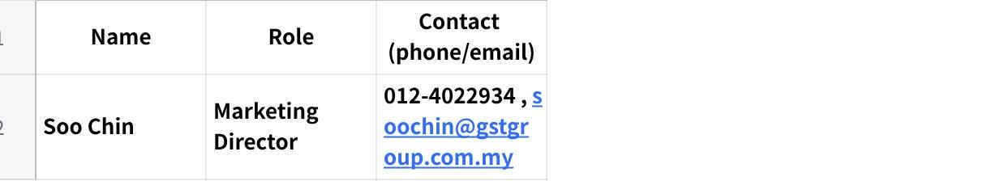 1
Name
Role
Contact
(phone/email)
2
Soo Chin
Marketing
Director
012-4022934 , s
oochin@gstgr
oup.com.my